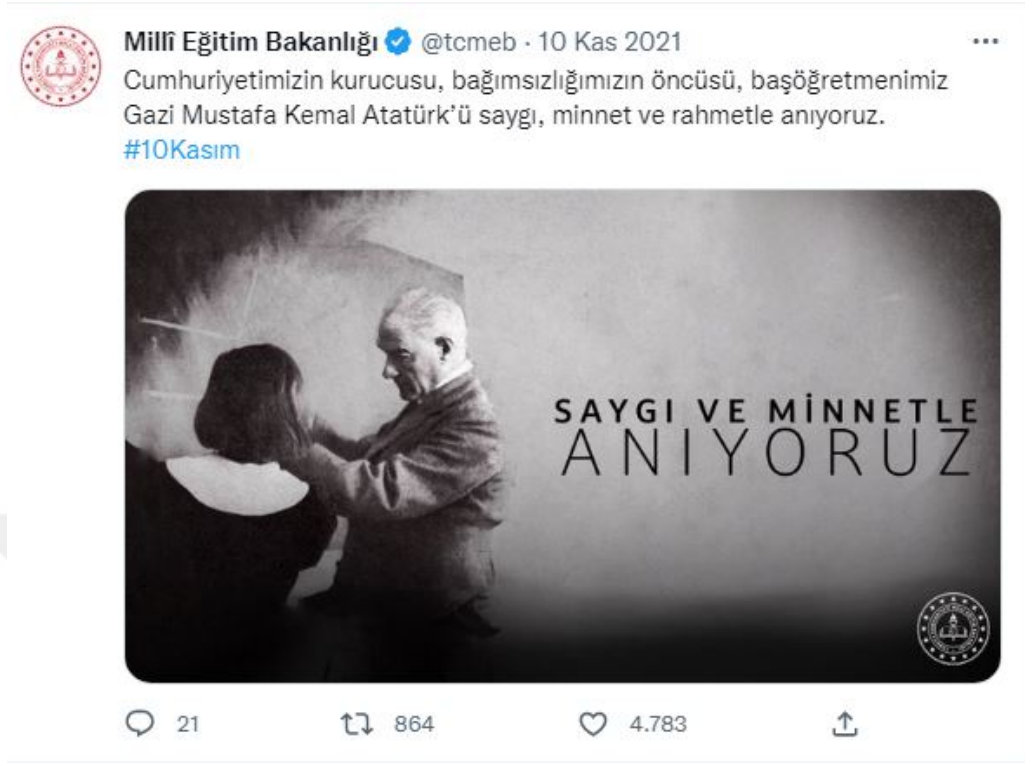 Millî Eğitim Bakanlığı @tcmeb · 10 Kas 2021
Cumhuriyetimizin kurucusu, bağımsızlığımızın öncüsü, başöğretmenimiz
Gazi Mustafa Kemal Atatürk'ü saygı, minnet ve rahmetle anıyoruz.
#10Kasım
SAYGI VE MİNNETLE
ANIYORUZ
21 864 4.783